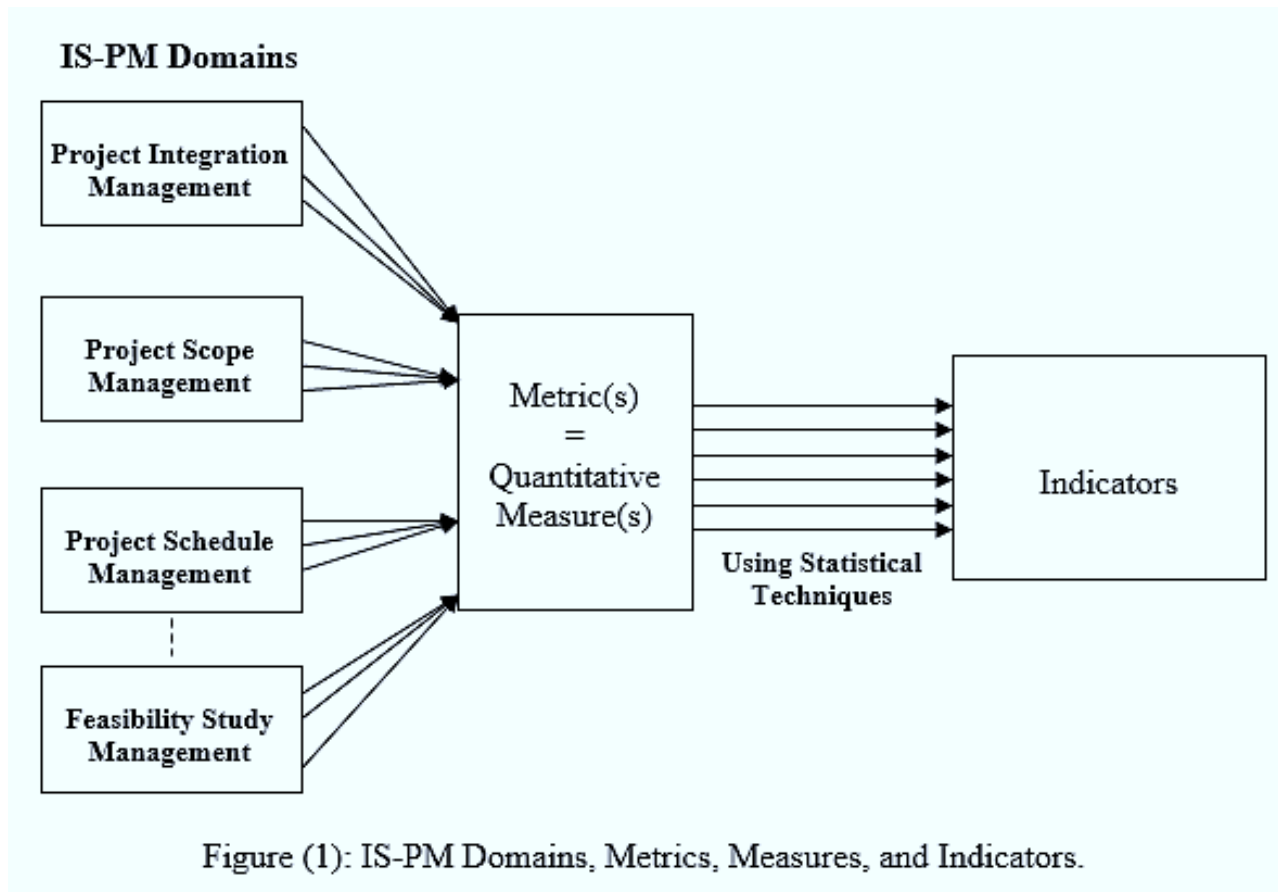 IS-PM Domains
Project Integration
Management
Project Scope
Management
Project Schedule
Management
Feasibility Study
Management
Metric(s)
=
Quantitative
Measure(s)
Using Statistical
Techniques
Indicators
Figure (1): IS-PM Domains, Metrics, Measures, and Indicators.